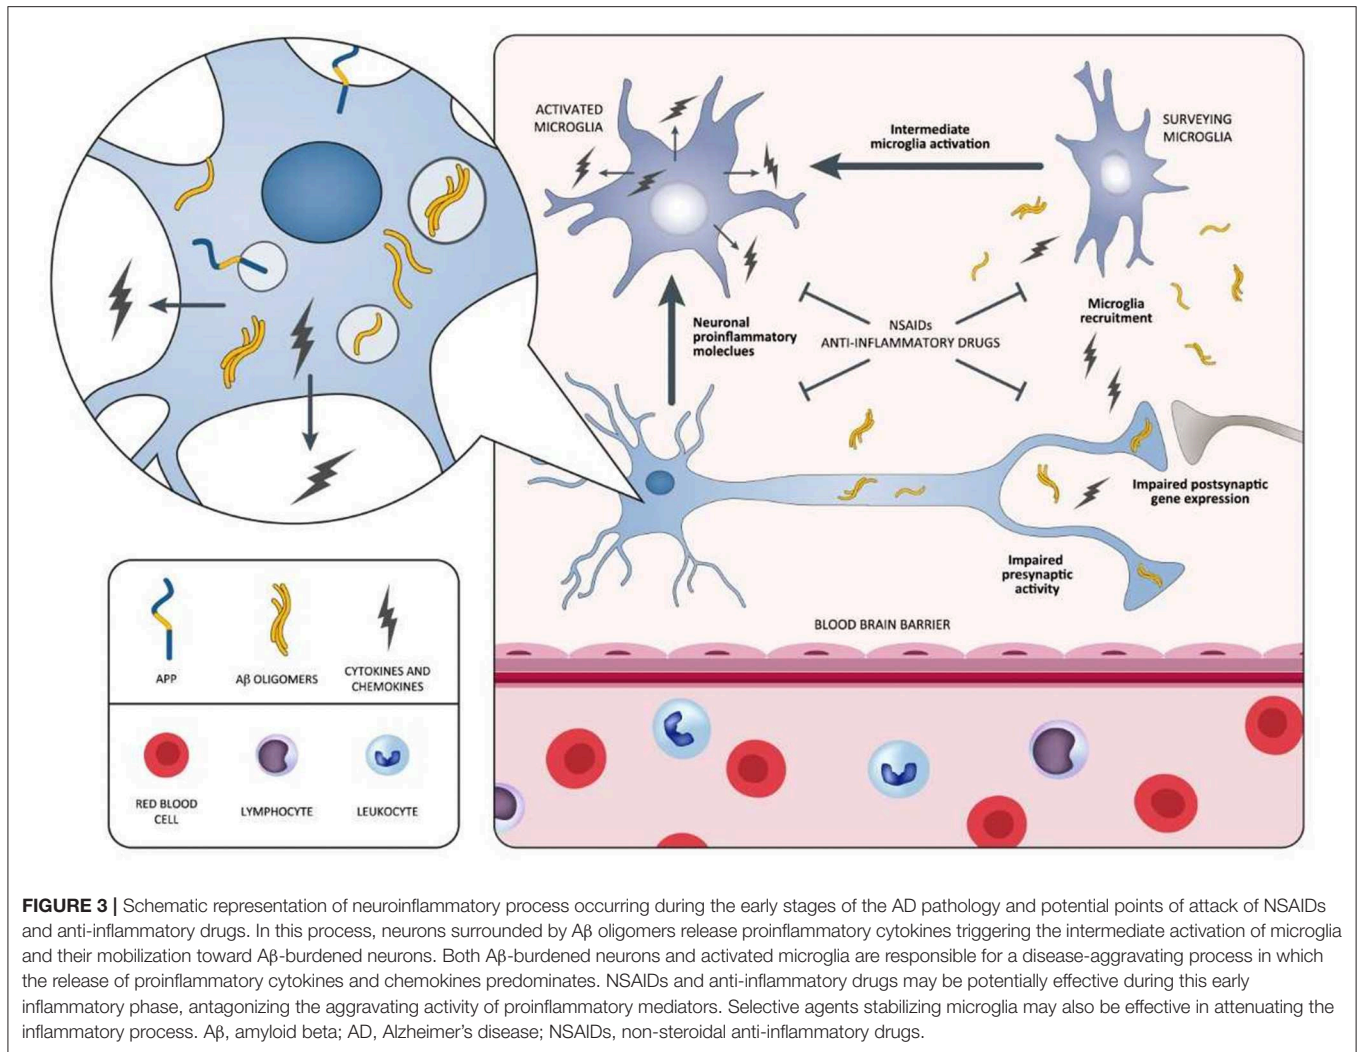 ACTIVATED
MICROGLIA
Intermediate
microglia activation
SURVEYING
MICROGLIA
Neuronal
proinflammatory
moleclues
NSAIDs
ANTI-INFLAMMATORY DRUGS
Microglia
recruitment
Impaired postsynaptic
gene expression
Impaired
presynaptic
activity
BLOOD BRAIN BARRIER
APP
Aβ OLIGOMERS
CYTOKINES AND
CHEMOKINES
RED BLOOD
CELL
LYMPHOCYTE
LEUKOCYTE
FIGURE 3 | Schematic representation of neuroinflammatory process occurring during the early stages of the AD pathology and potential points of attack of NSAIDs
and anti-inflammatory drugs. In this process, neurons surrounded by Aβ oligomers release proinflammatory cytokines triggering the intermediate activation of microglia
and their mobilization toward Aβ-burdened neurons. Both Aβ-burdened neurons and activated microglia are responsible for a disease-aggravating process in which
the release of proinflammatory cytokines and chemokines predominates. NSAIDs and anti-inflammatory drugs may be potentially effective during this early
inflammatory phase, antagonizing the aggravating activity of proinflammatory mediators. Selective agents stabilizing microglia may also be effective in attenuating the
inflammatory process. Aβ, amyloid beta; AD, Alzheimer's disease; NSAIDs, non-steroidal anti-inflammatory drugs.